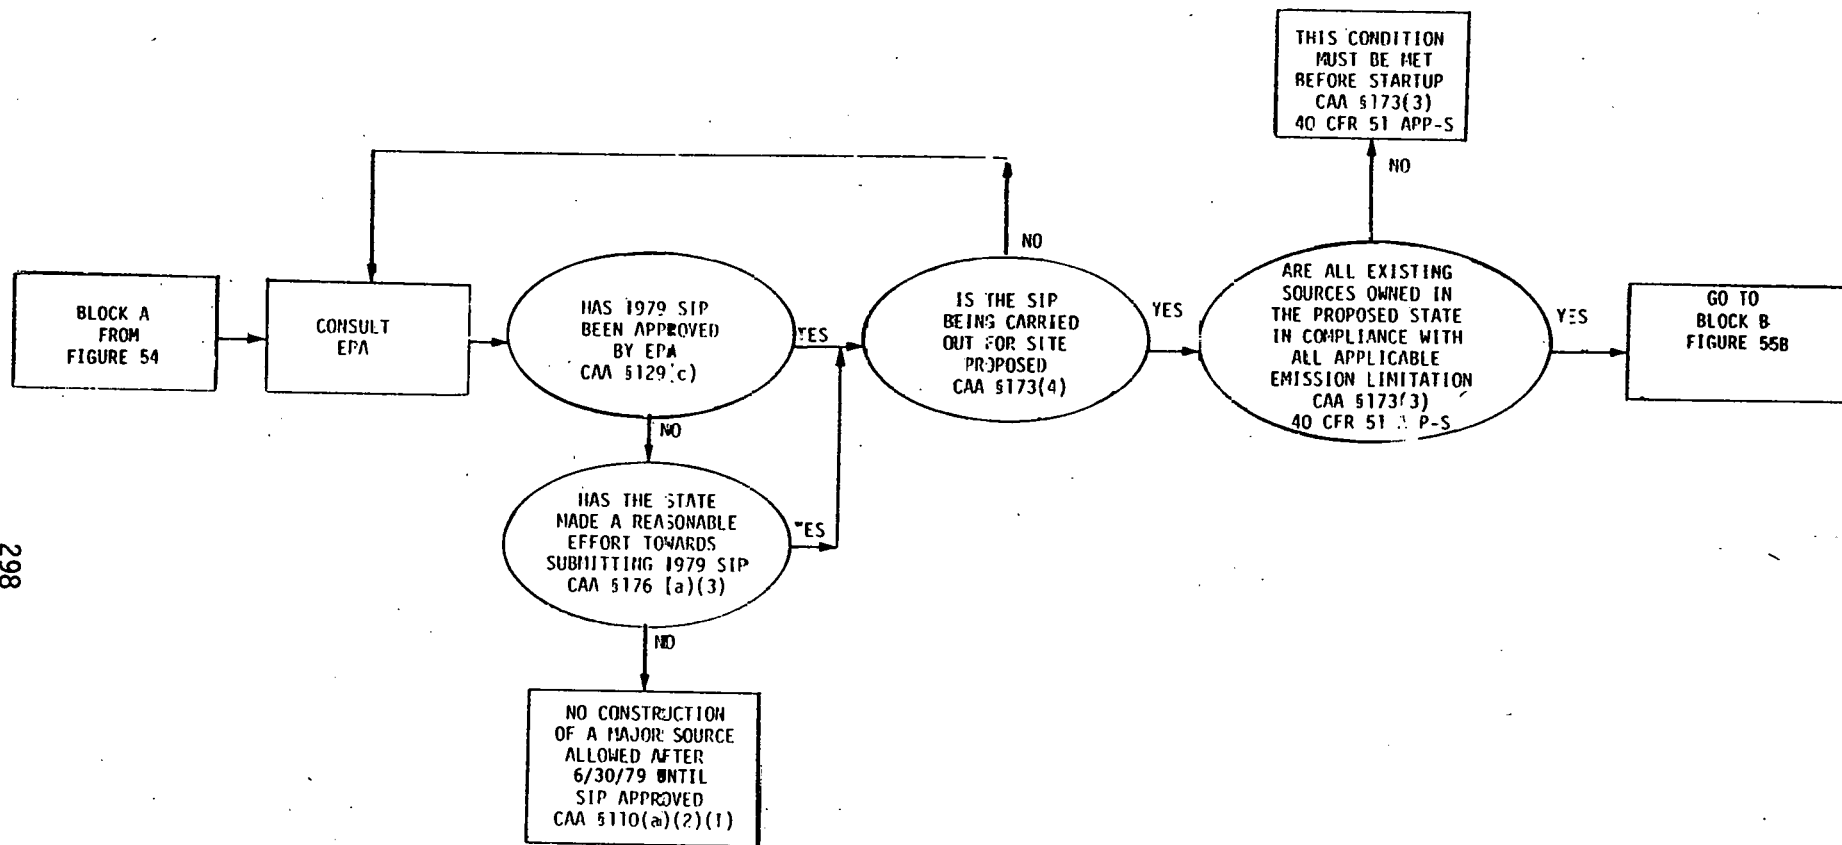 THIS CONDITION
MUST BE MET
BEFORE STARTUP
CAA §173(3)
40 CFR 51 APP-S
NO
NO
BLOCK A
FROM
FIGURE 54
CONSULT
EPA
HAS 1979 SIP
BEEN APPROVED
BY EPA
CAA §129(c)
YES
IS THE SIP
BEING CARRIED
OUT FOR SITE
PROPOSED
CAA §173(4)
YES
ARE ALL EXISTING
SOURCES OWNED IN
THE PROPOSED STATE
IN COMPLIANCE WITH
ALL APPLICABLE
EMISSION LIMITATION
CAA §173(3)
40 CFR 51 APP-S
YES
GO TO
BLOCK B
FIGURE 55B
NO
HAS THE STATE
MADE A REASONABLE
EFFORT TOWARDS
SUBMITTING 1979 SIP
CAA §176 (a)(3)
YES
NO
NO CONSTRUCTION
OF A MAJOR SOURCE
ALLOWED AFTER
6/30/79 UNTIL
SIP APPROVED
CAA §110(a)(2)(I)
298